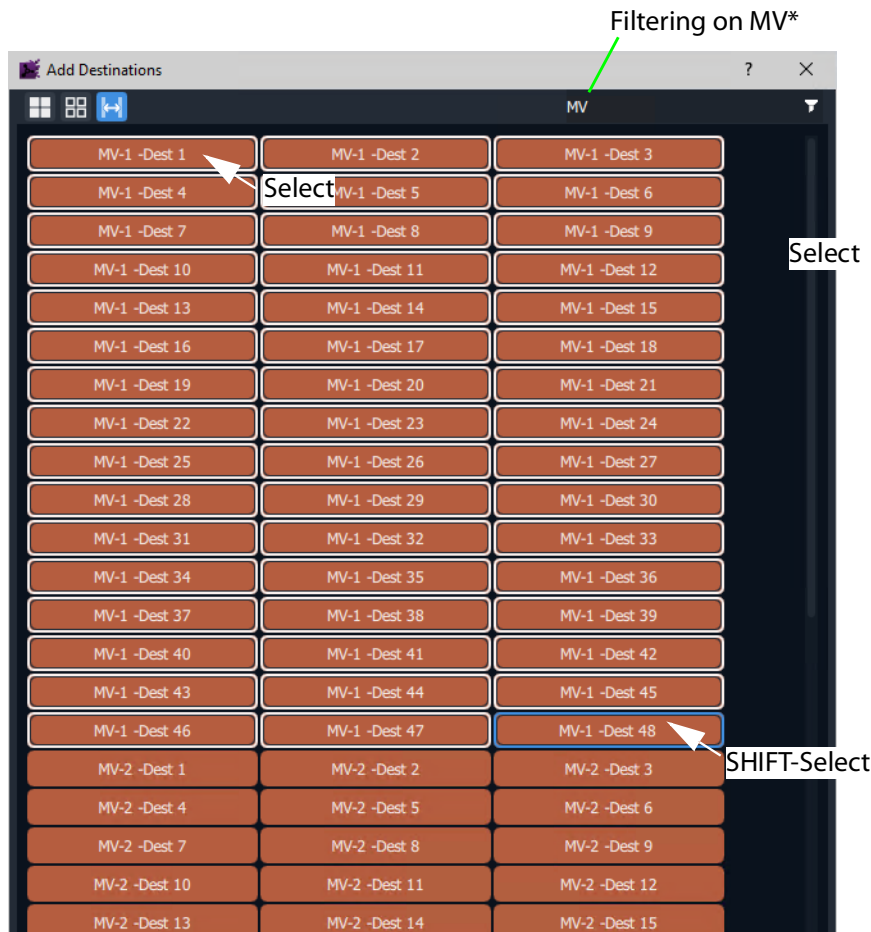 Filtering on MV*
Add Destinations ? ×
MV
MV-1 -Dest 1 MV-1 -Dest 2 MV-1 -Dest 3
Select
MV-1 -Dest 4 MV-1 -Dest 5 MV-1 -Dest 6
MV-1 -Dest 7 MV-1 -Dest 8 MV-1 -Dest 9
Select
MV-1 -Dest 10 MV-1 -Dest 11 MV-1 -Dest 12
MV-1 -Dest 13 MV-1 -Dest 14 MV-1 -Dest 15
MV-1 -Dest 16 MV-1 -Dest 17 MV-1 -Dest 18
MV-1 -Dest 19 MV-1 -Dest 20 MV-1 -Dest 21
MV-1 -Dest 22 MV-1 -Dest 23 MV-1 -Dest 24
MV-1 -Dest 25 MV-1 -Dest 26 MV-1 -Dest 27
MV-1 -Dest 28 MV-1 -Dest 29 MV-1 -Dest 30
MV-1 -Dest 31 MV-1 -Dest 32 MV-1 -Dest 33
MV-1 -Dest 34 MV-1 -Dest 35 MV-1 -Dest 36
MV-1 -Dest 37 MV-1 -Dest 38 MV-1 -Dest 39
MV-1 -Dest 40 MV-1 -Dest 41 MV-1 -Dest 42
MV-1 -Dest 43 MV-1 -Dest 44 MV-1 -Dest 45
MV-1 -Dest 46 MV-1 -Dest 47 MV-1 -Dest 48
SHIFT-Select
MV-2 -Dest 1 MV-2 -Dest 2 MV-2 -Dest 3
MV-2 -Dest 4 MV-2 -Dest 5 MV-2 -Dest 6
MV-2 -Dest 7 MV-2 -Dest 8 MV-2 -Dest 9
MV-2 -Dest 10 MV-2 -Dest 11 MV-2 -Dest 12
MV-2 -Dest 13 MV-2 -Dest 14 MV-2 -Dest 15